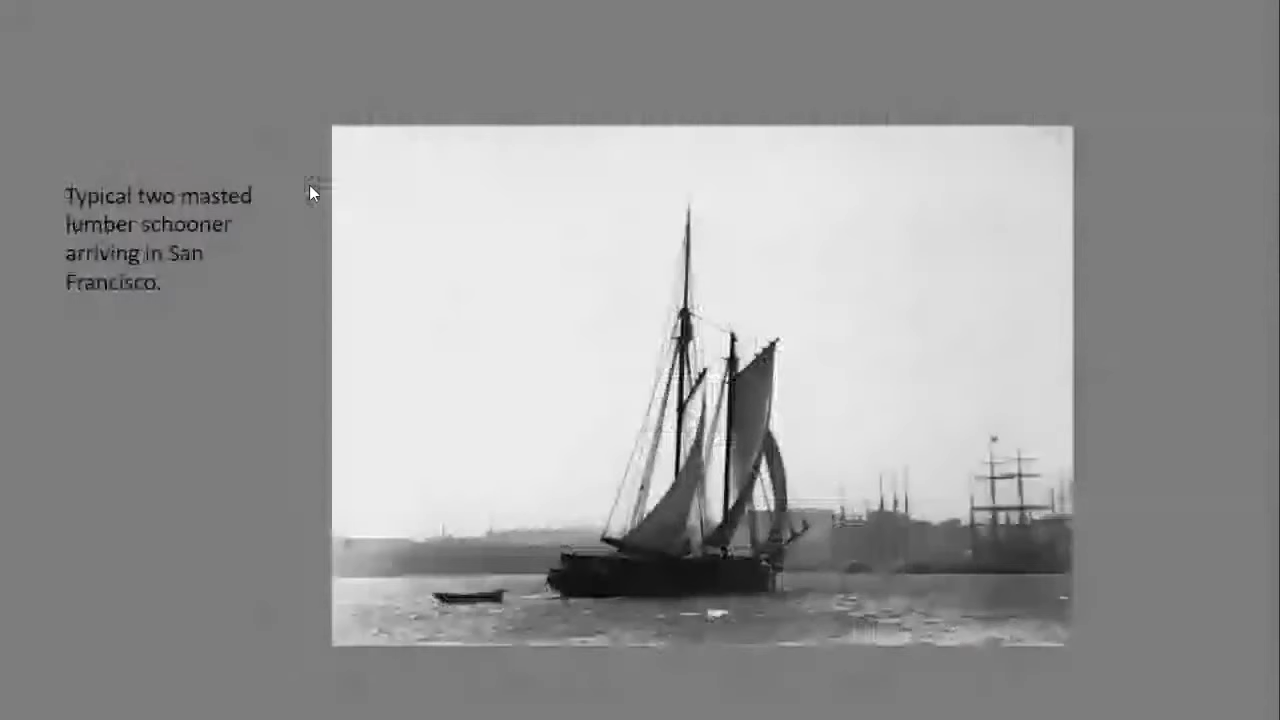 Typical two masted
lumber schooner
arriving in San
Francisco.